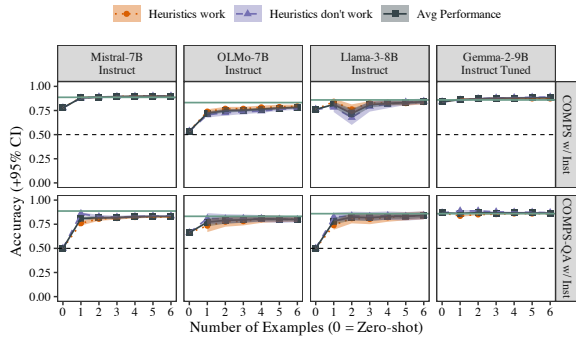 Heuristics work Heuristics don't work Avg Performance
Mistral-7B Instruct OLMo-7B Instruct Llama-3-8B Instruct Gemma-2-9B Instruct Tuned
Accuracy (+95% CI)
1.00
0.75
0.50
0.25
0.00
COMPS w/ Inst
1.00
0.75
0.50
0.25
0.00
COMPS-QA w/ Inst
0 1 2 3 4 5 6 0 1 2 3 4 5 6 0 1 2 3 4 5 6 0 1 2 3 4 5 6
Number of Examples (0 = Zero-shot)